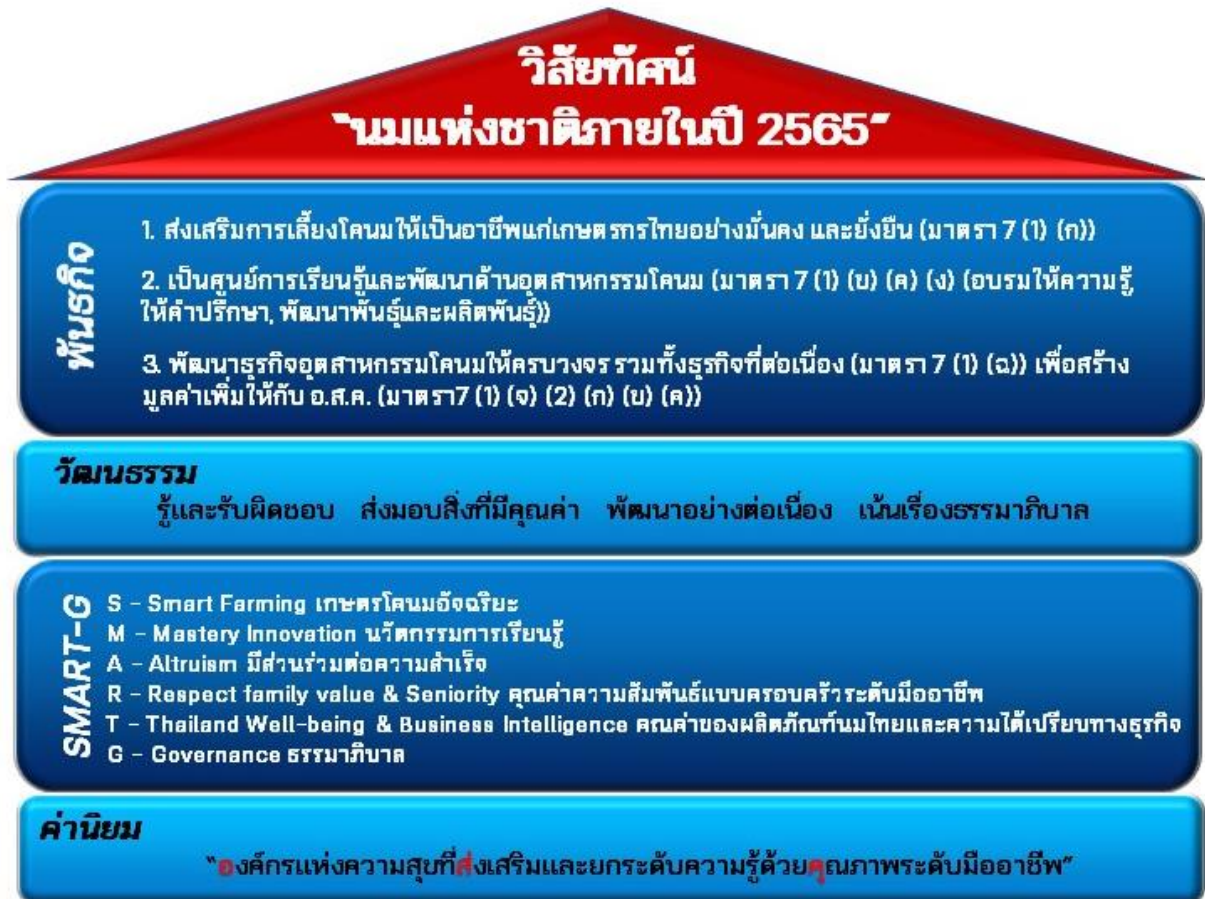 วิสัยทัศน์
"นมแห่งชาติภายในปี 2565"
พันธกิจ
1. ส่งเสริมการเลี้ยงโคนมให้เป็นอาชีพแก่เกษตรกรไทยอย่างมั่นคง และยั่งยืน (มาตรา 7 (1) (ก))
2. เป็นศูนย์การเรียนรู้และพัฒนาด้านอุตสาหกรรมโคนม (มาตรา 7 (1) (ข) (ค) (ง) (อบรมให้ความรู้,
ให้คำปรึกษา, พัฒนาพันธุ์และผลิตพันธุ์))
3. พัฒนาธุรกิจอุตสาหกรรมโคนมให้ครบวงจร รวมทั้งธุรกิจที่ต่อเนื่อง (มาตรา 7 (1) (ฉ)) เพื่อสร้าง
มูลค่าเพิ่มให้กับ อ.ส.ค. (มาตรา7 (1) (จ) (2) (ก) (ข) (ค))
วัฒนธรรม
รู้และรับผิดชอบ ส่งมอบสิ่งที่มีคุณค่า พัฒนาอย่างต่อเนื่อง เน้นเรื่องธรรมาภิบาล
SMART-G
S - Smart Farming เกษตรโคนมอัจฉริยะ
M - Mastery Innovation นวัตกรรมการเรียนรู้
A - Altruism มีส่วนร่วมต่อความสำเร็จ
R - Respect family value & Seniority คุณค่าความสัมพันธ์แบบครอบครัวระดับมืออาชีพ
T - Thailand Well-being & Business Intelligence คณค่าของผลิตภัณฑ์นมไทยและความได้เปรียบทางธุรกิจ
G - Governance ธรรมาภิบาล
ค่านิยม
"องค์กรแห่งความสุขที่ส่งเสริมและยกระดับความรู้ด้วยคุณภาพระดับมืออาชีพ"